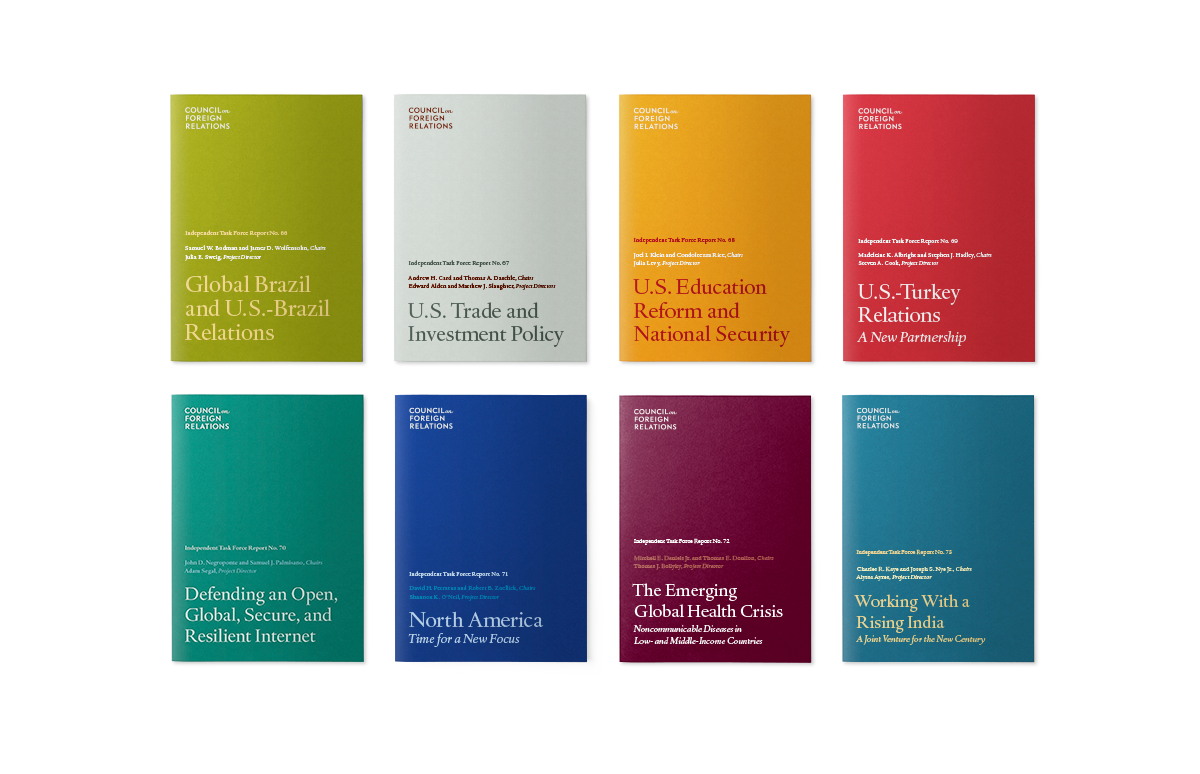 COUNCIL on
FOREIGN
RELATIONS
Independent Task Force Report No. 66
Samuel W. Bodman and James D. Wolfensohn, Chairs
Julia E. Sweig, Project Director
Global Brazil
and U.S.-Brazil
Relations
COUNCIL on
FOREIGN
RELATIONS
Independent Task Force Report No. 67
Andrew H. Card and Thomas A. Daschle, Chairs
Edward Alden and Matthew J. Slaughter, Project Directors
U.S. Trade and
Investment Policy
COUNCIL on
FOREIGN
RELATIONS
Independent Task Force Report No. 68
Joel I. Klein and Condoleezza Rice, Chairs
Julia Levy, Project Director
U.S. Education
Reform and
National Security
COUNCIL on
FOREIGN
RELATIONS
Independent Task Force Report No. 69
Madeleine K. Albright and Stephen J. Hadley, Chairs
Steven A. Cook, Project Director
U.S.-Turkey
Relations
A New Partnership
COUNCIL on
FOREIGN
RELATIONS
Independent Task Force Report No. 70
John D. Negroponte and Samuel J. Palmisano, Chairs
Adam Segal, Project Director
Defending an Open,
Global, Secure, and
Resilient Internet
COUNCIL on
FOREIGN
RELATIONS
Independent Task Force Report No. 71
David H. Petraeus and Robert B. Zoellick, Chairs
Shannon K. O'Neil, Project Director
North America
Time for a New Focus
COUNCIL on
FOREIGN
RELATIONS
Independent Task Force Report No. 72
Mitchell E. Daniels Jr. and Thomas E. Donilon, Chairs
Thomas J. Bollyky, Project Director
The Emerging
Global Health Crisis
Noncommunicable Diseases in
Low- and Middle-Income Countries
COUNCIL on
FOREIGN
RELATIONS
Independent Task Force Report No. 73
Charles R. Kaye and Joseph S. Nye Jr., Chairs
Alyssa Ayres, Project Director
Working With a
Rising India
A Joint Venture for the New Century